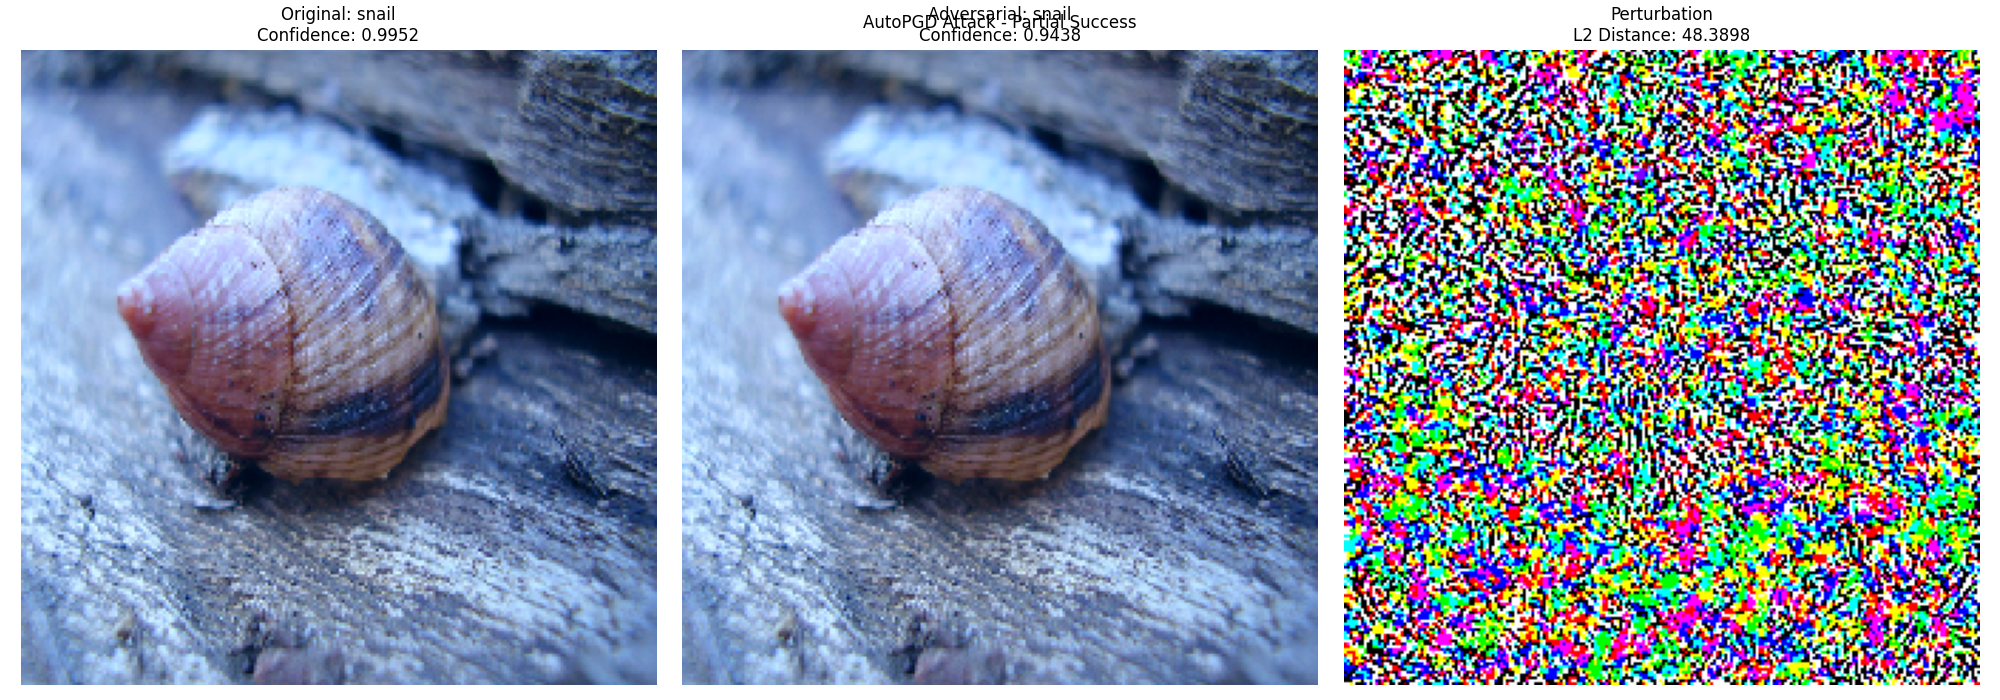 Original: snail
Confidence: 0.9952
Adversarial: snail
AutoPGD Attack - Partial Success
Confidence: 0.9438
Perturbation
L2 Distance: 48.3898